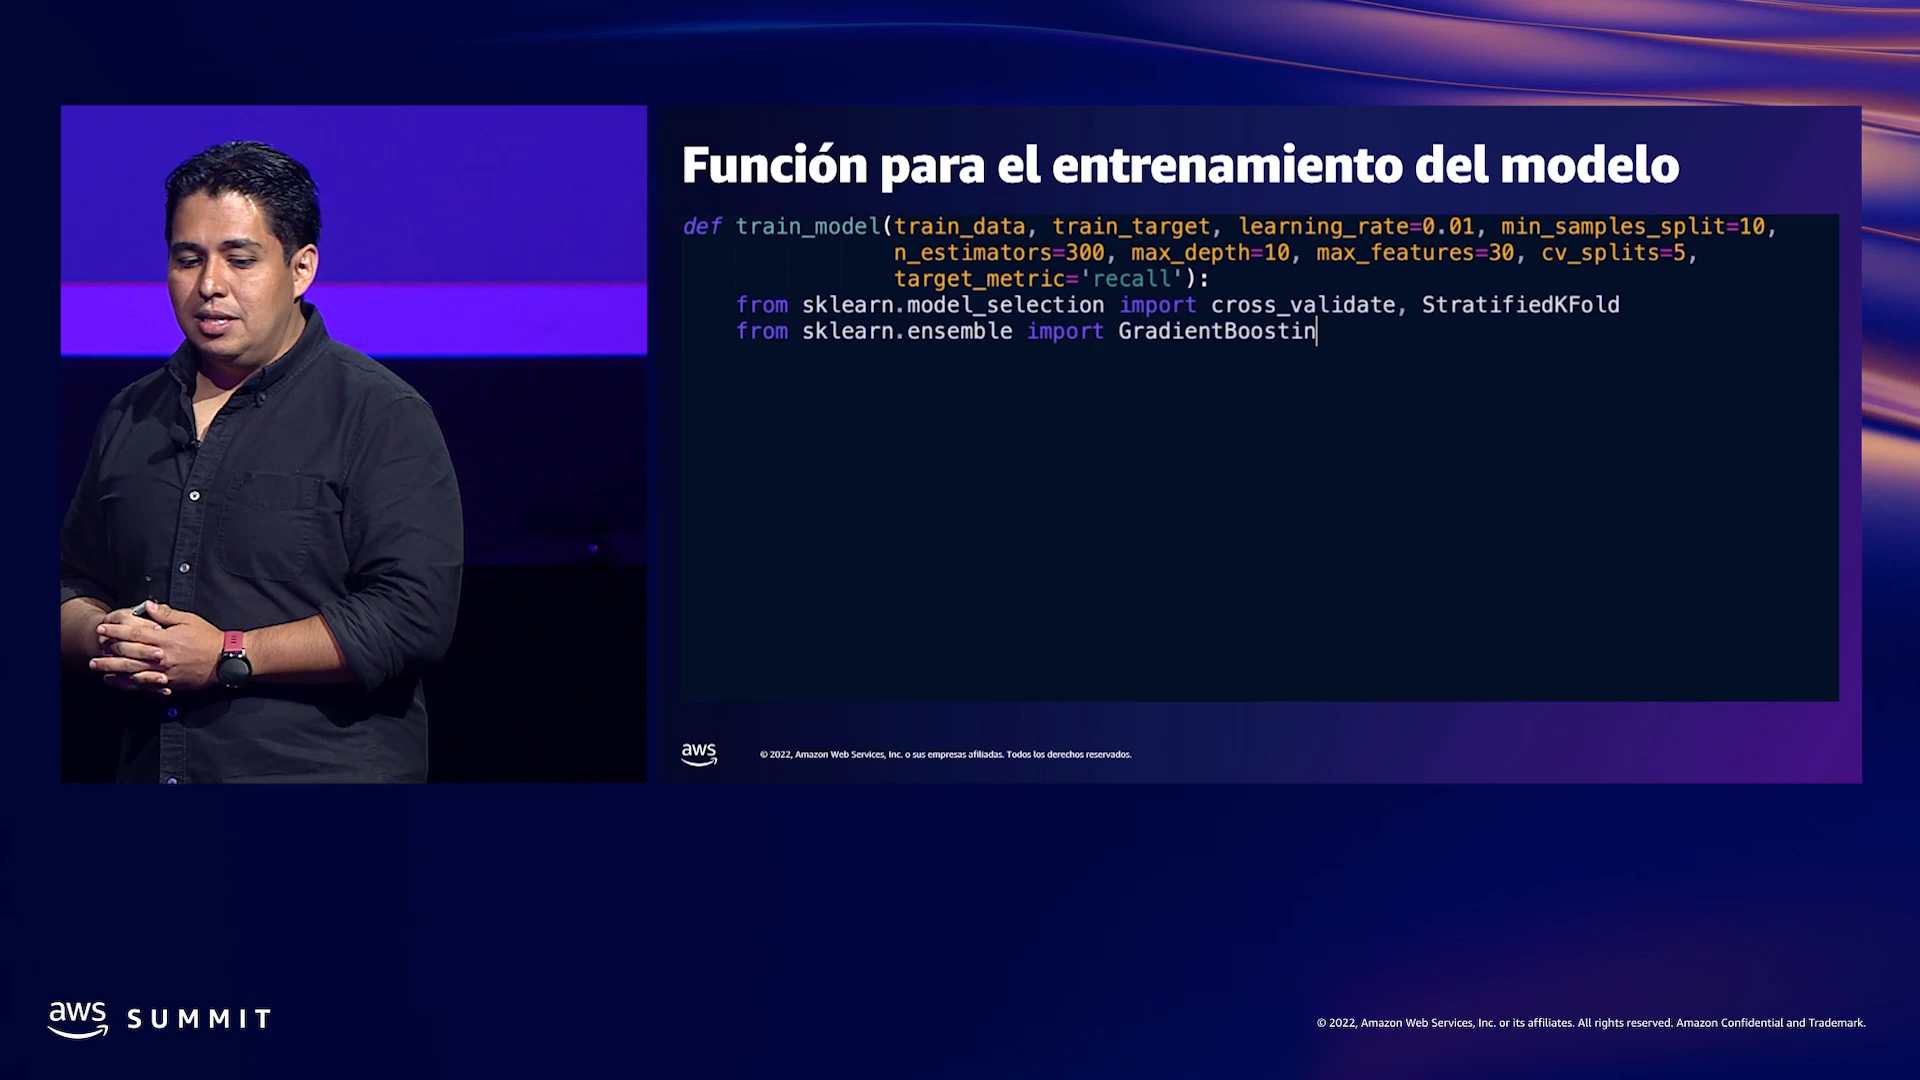 Función para el entrenamiento del modelo
def train_model(train_data, train_target, learning_rate=0.01, min_samples_split=10,
n_estimators=300, max_depth=10, max_features=30, cv_splits=5,
target_metric='recall'):
from sklearn.model_selection import cross_validate, StratifiedKFold
from sklearn.ensemble import GradientBoostin
aws
© 2022, Amazon Web Services, Inc. o sus empresas afiliadas. Todos los derechos reservados.
aws SUMMIT
© 2022, Amazon Web Services, Inc. or its affiliates. All rights reserved. Amazon Confidential and Trademark.